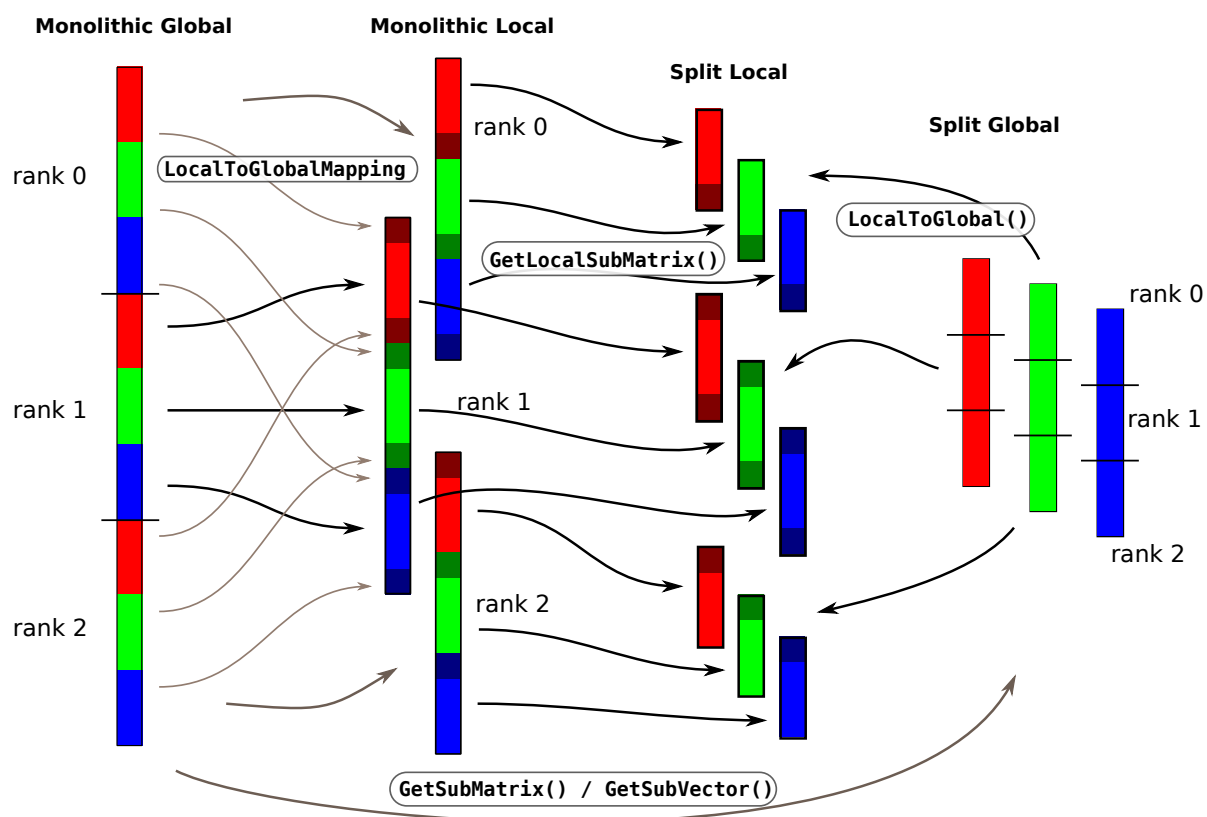 Monolithic Global
Monolithic Local
Split Local
Split Global
rank 0
LocalToGlobalMapping
rank 0
GetLocalSubMatrix()
LocalToGlobal()
rank 0
rank 1
rank 1
rank 1
rank 2
rank 2
rank 2
GetSubMatrix() / GetSubVector()